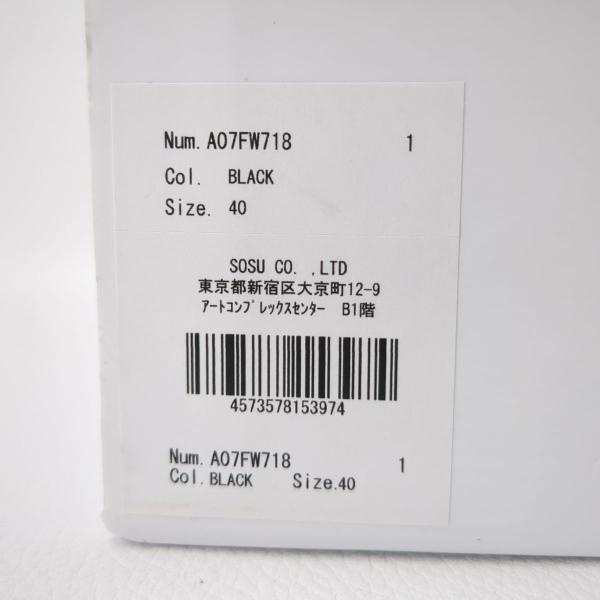 Num. A07FW718 1
Col. BLACK
Size. 40
SOSU CO. ,LTD
東京都新宿区大京町12-9
ｱｰﾄｺﾝﾌﾟﾚｯｸｽｾﾝﾀｰ B1階
4573578153974
Num. A07FW718 1
Col. BLACK Size. 40